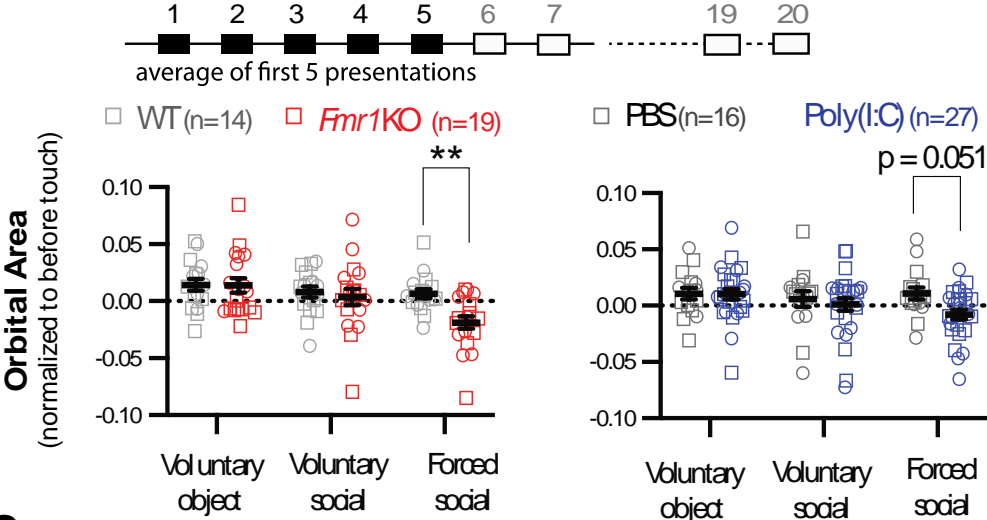 1 2 3 4 5 6 7 19 20
average of first 5 presentations
WT (n=14) Fmr1KO (n=19)
**
Orbital Area
(normalized to before touch)
0.10
0.05
0.00
-0.05
-0.10
Voluntary object
Voluntary social
Forced social
PBS (n=16) Poly(I:C) (n=27)
p = 0.051
0.10
0.05
0.00
-0.05
-0.10
Voluntary object
Voluntary social
Forced social